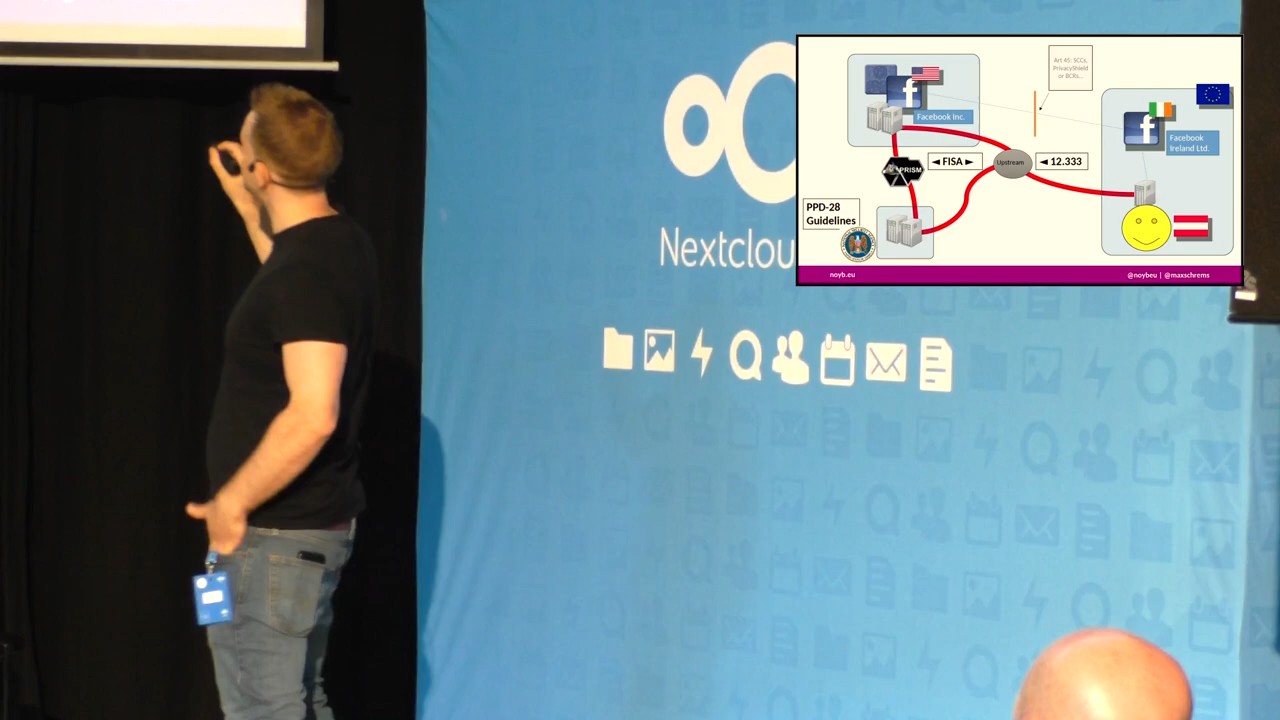 Nextclou
Art 45: SCCs,
PrivacyShield
or BCRs...
Facebook Inc.
Facebook
Ireland Ltd.
◄ FISA ►
Upstream
◄ 12.333
PRISM
PPD-28
Guidelines
noyb.eu
@noybeu | @maxschrems